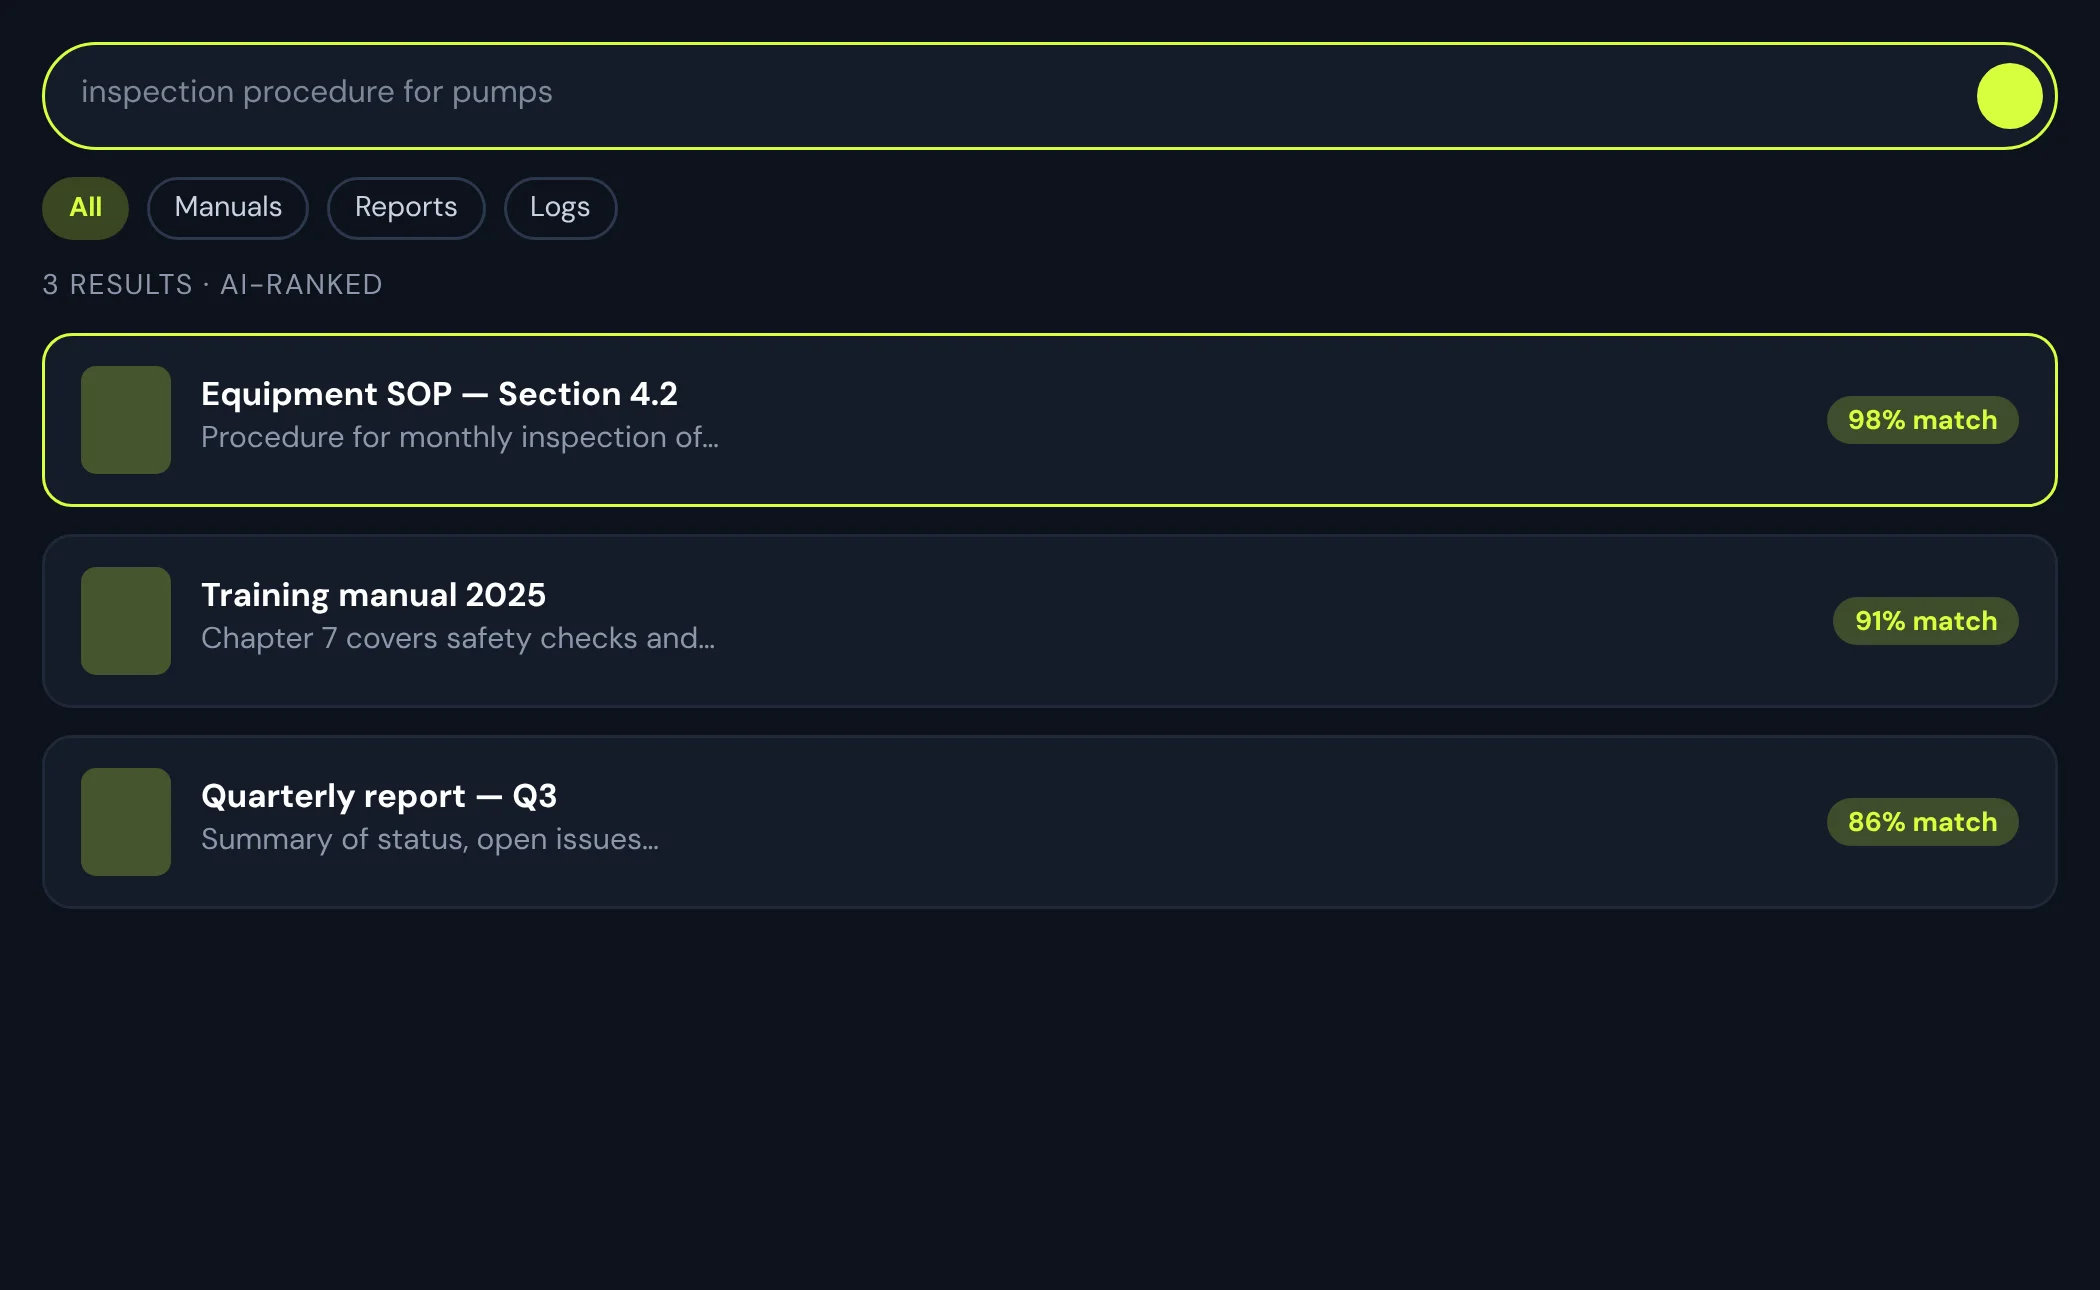 inspection procedure for pumps
All
Manuals
Reports
Logs
3 RESULTS · AI-RANKED
Equipment SOP — Section 4.2
Procedure for monthly inspection of...
98% match
Training manual 2025
Chapter 7 covers safety checks and...
91% match
Quarterly report — Q3
Summary of status, open issues...
86% match